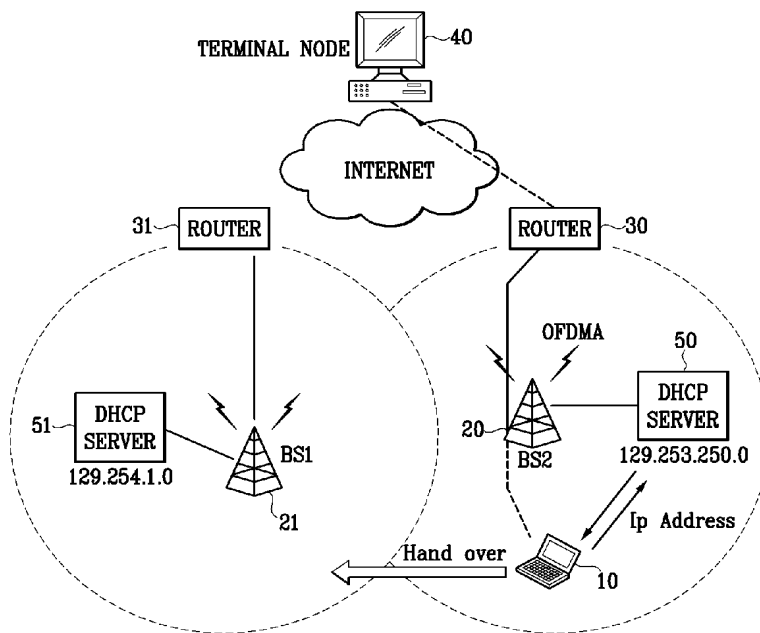 TERMINAL NODE
40
INTERNET
31
ROUTER
ROUTER
30
OFDMA
50
51
DHCP
SERVER
129.254.1.0
BS1
21
20
BS2
DHCP
SERVER
129.253.250.0
Ip Address
Hand over
10